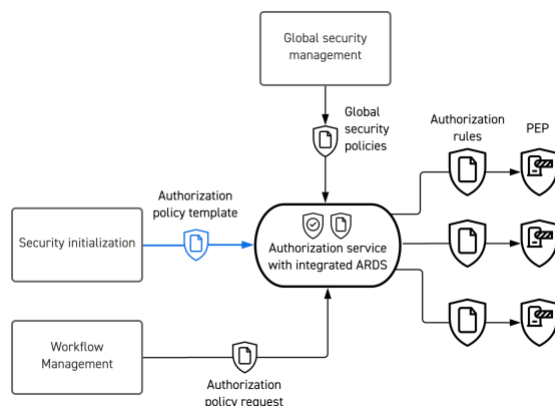 Global security
management
Global
security
policies
Authorization
rules
PEP
Authorization
policy template
Security initialization
Authorization service
with integrated ARDS
Workflow
Management
Authorization
policy request